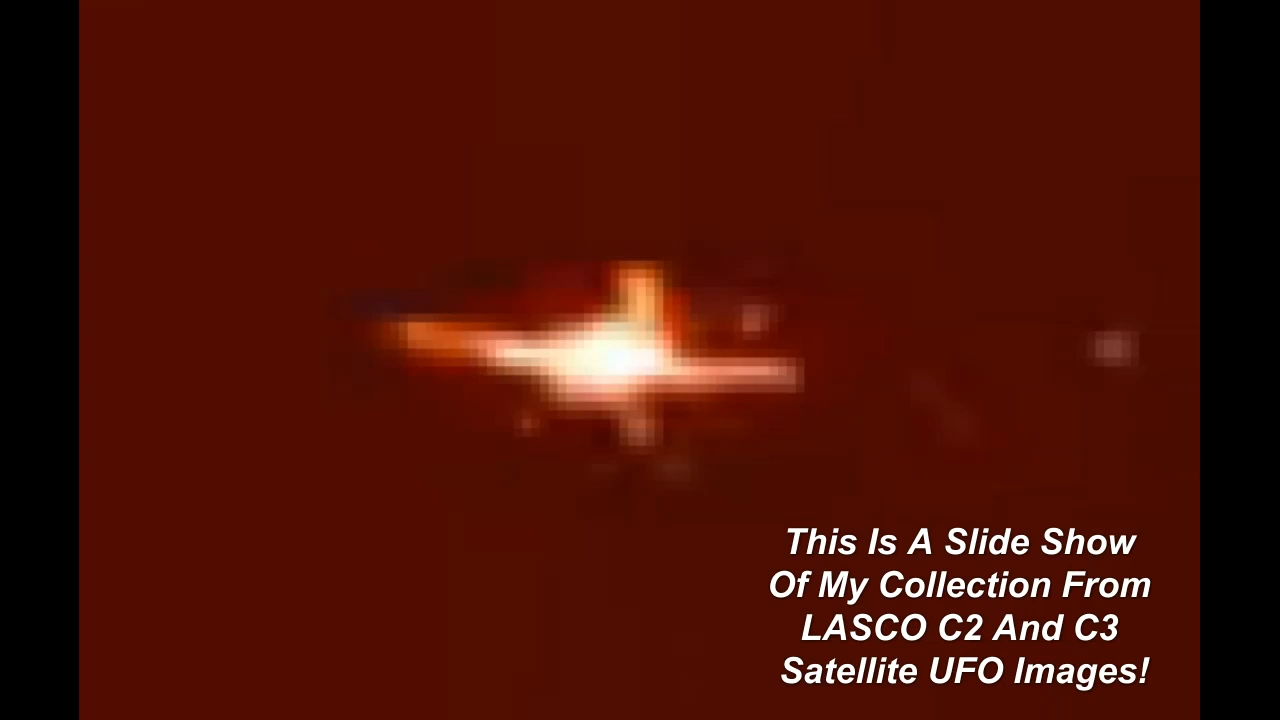 This Is A Slide Show
Of My Collection From
LASCO C2 And C3
Satellite UFO Images!